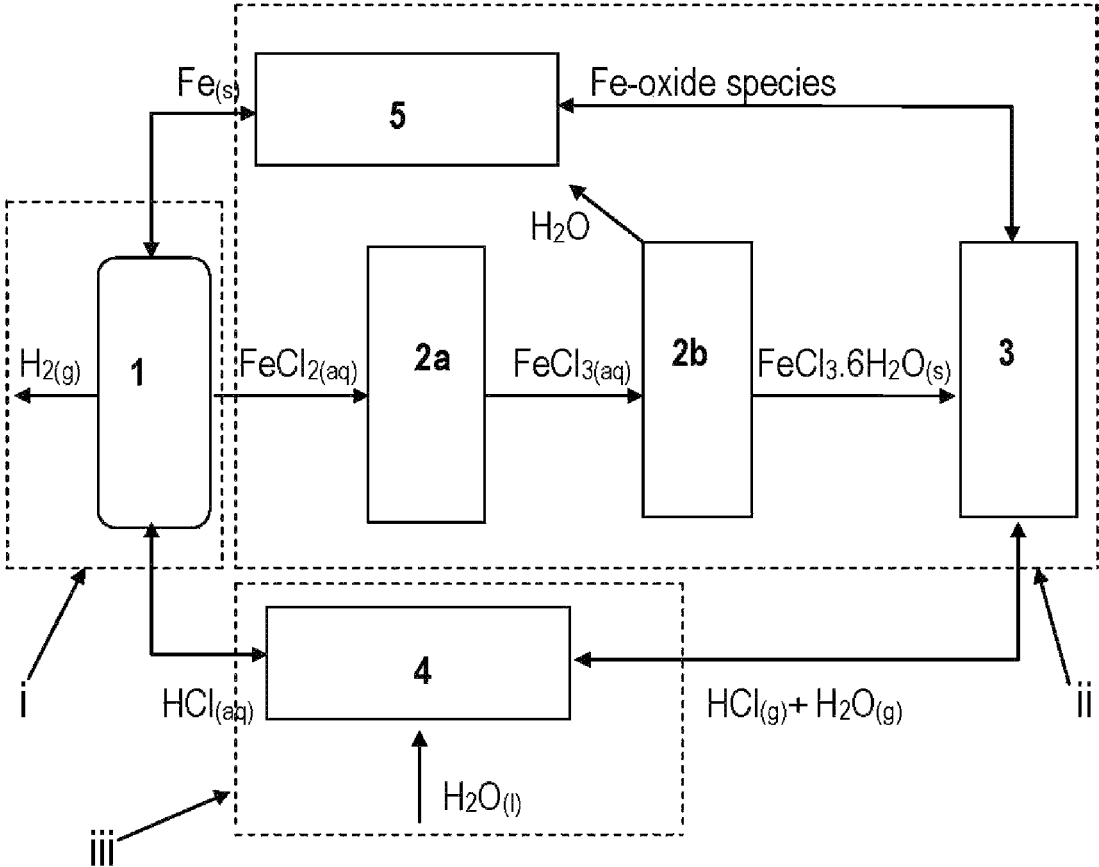 Fe(s)
Fe-oxide species
5
H₂O
H₂(g)
1
FeCl₂(aq)
2a
FeCl₃(aq)
2b
FeCl₃.6H₂O(s)
3
4
i
HCl(aq)
HCl(g)+ H₂O(g)
ii
H₂O(l)
iii